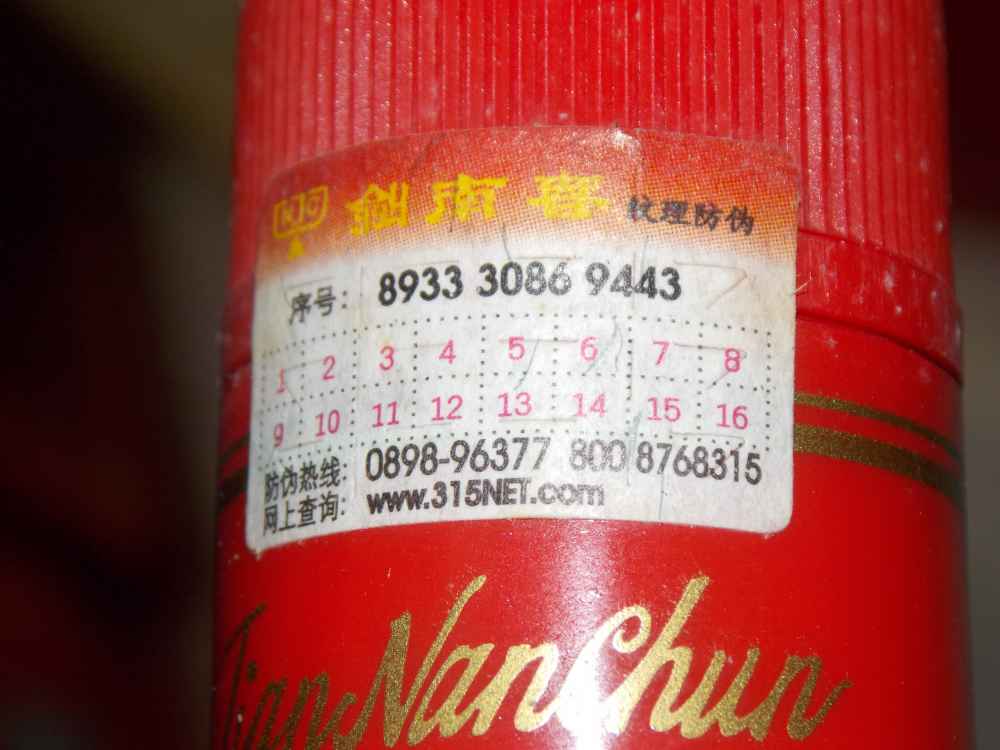 剑南春 纹理防伪
序号: 8933 3086 9443
1 2 3 4 5 6 7 8
9 10 11 12 13 14 15 16
防伪热线: 0898-96377 800 8768315
网上查询: www.315NET.com
JianNanChun